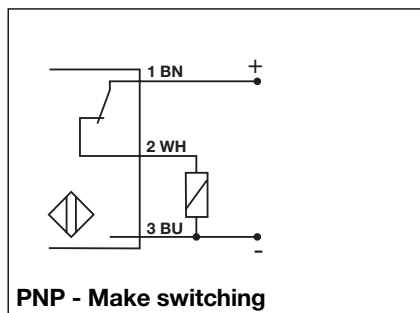 1 BN
+
2 WH
3 BU
-
PNP - Make switching